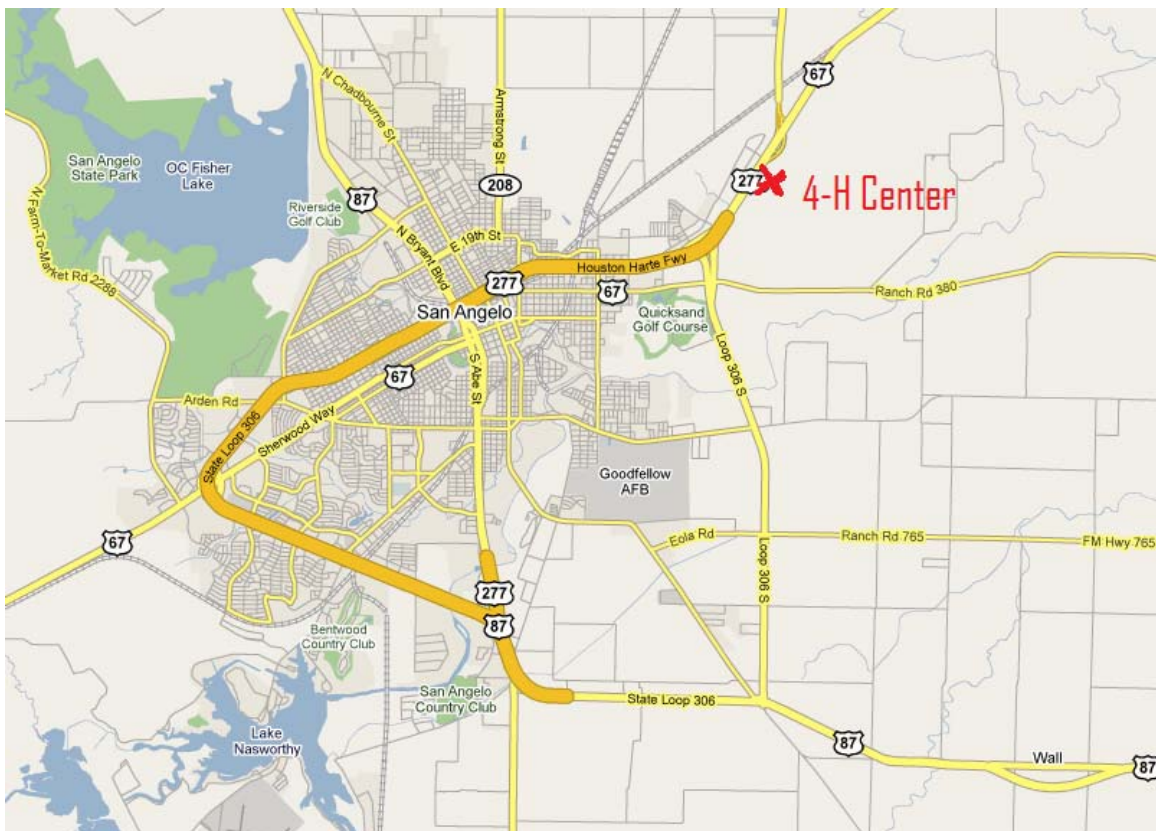 67
N Chadbourne St
Armstrong St
San Angelo
State Park
OC Fisher
Lake
87
208
277
4-H Center
Riverside
Golf Club
N Farm-To-Market Rd 2288
N Bryant Blvd
E 19th St
Houston Harte Fwy
277
67
Ranch Rd 380
San Angelo
Quicksand
Golf Course
Loop 306 S
67
S Abe St
Arden Rd
State Loop 306
Sherwood Way
Goodfellow
AFB
67
Eola Rd
Ranch Rd 765
FM Hwy 765
Loop 306 S
277
87
Bentwood
Country Club
San Angelo
Country Club
State Loop 306
Lake
Nasworthy
87
Wall
87